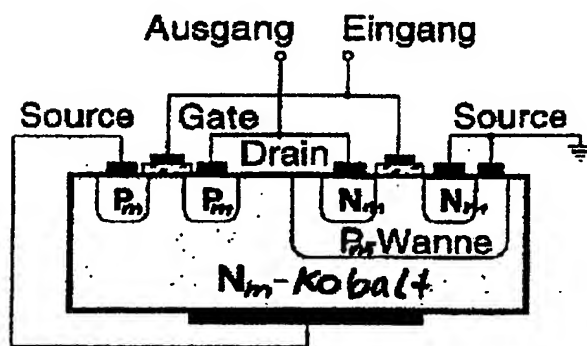 Ausgang Eingang
Source Gate Source
Drain
Pm Pm Nm Nm
Pm-Wanne
Nm-Kobalt